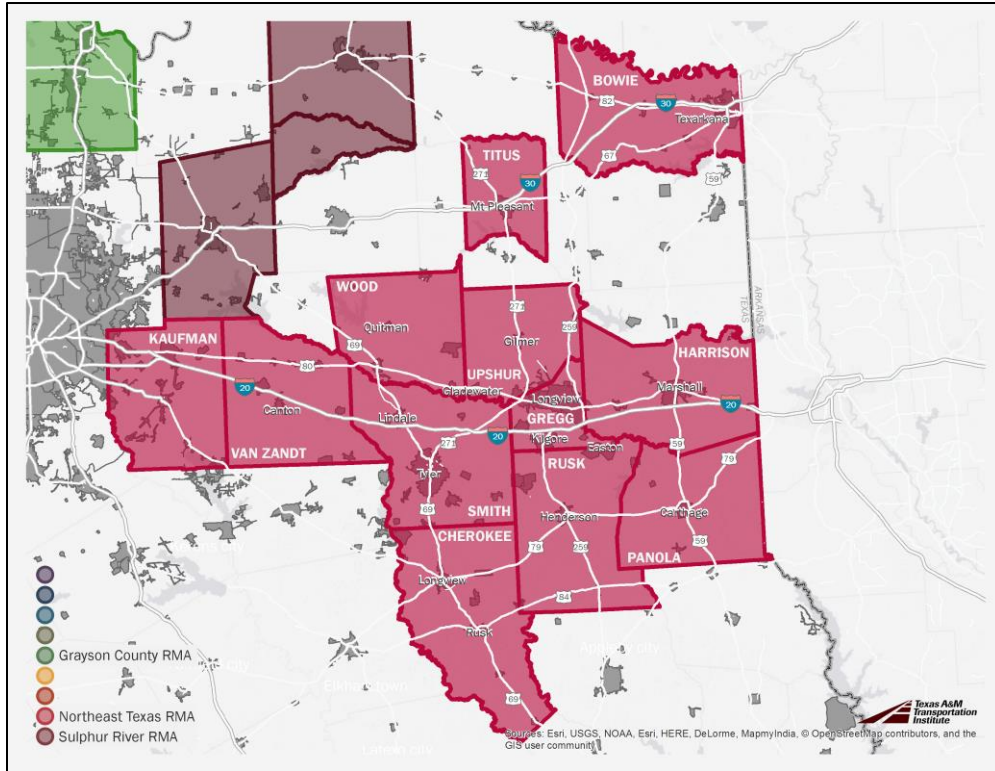 BOWIE
82
30
Texarkana
67
59
TITUS
271
30
Mt Pleasant
ARKANSAS
TEXAS
WOOD
Quitman
69
271
259
Gilmer
KAUFMAN
80
UPSHUR
Gladewater
HARRISON
Marshall
20
Canton
Lindale
Longview
GREGG
20
Kilgore
20
Easton
59
79
271
VAN ZANDT
Tyler
RUSK
69
SMITH
Henderson
Carthage
CHEROKEE
79
259
59
PANOLA
Longview
84
Rusk
69
Grayson County RMA
Northeast Texas RMA
Sulphur River RMA
Texas A&M
Transportation
Institute
Sources: Esri, USGS, NOAA, Esri, HERE, DeLorme, MapmyIndia, © OpenStreetMap contributors, and the
GIS user community